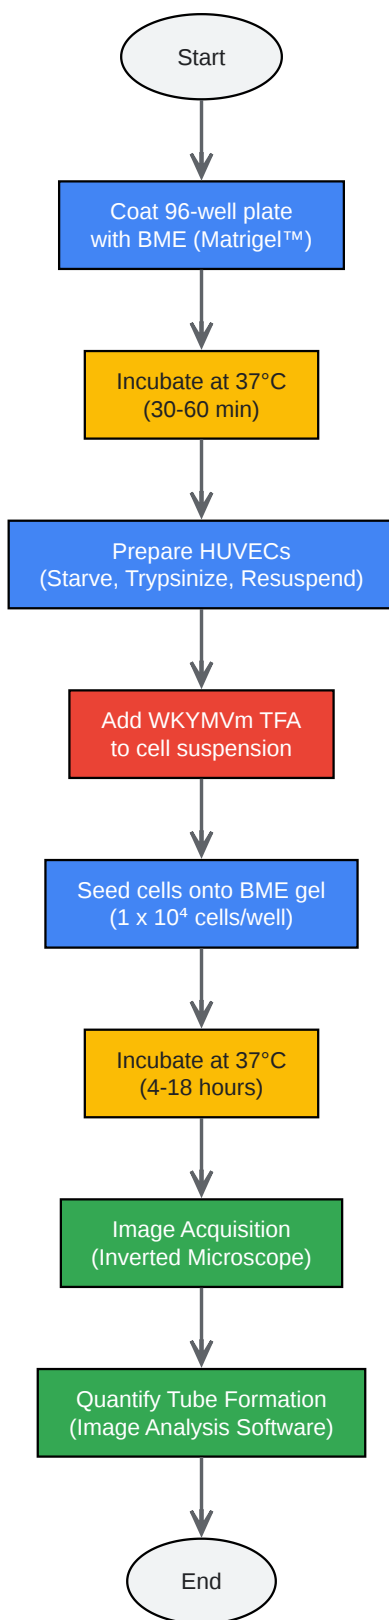 Start
Coat 96-well plate
with BME (Matrigel™)
Incubate at 37°C
(30-60 min)
Prepare HUVECs
(Starve, Trypsinize, Resuspend)
Add WKYMVm TFA
to cell suspension
Seed cells onto BME gel
(1 x 10⁴ cells/well)
Incubate at 37°C
(4-18 hours)
Image Acquisition
(Inverted Microscope)
Quantify Tube Formation
(Image Analysis Software)
End